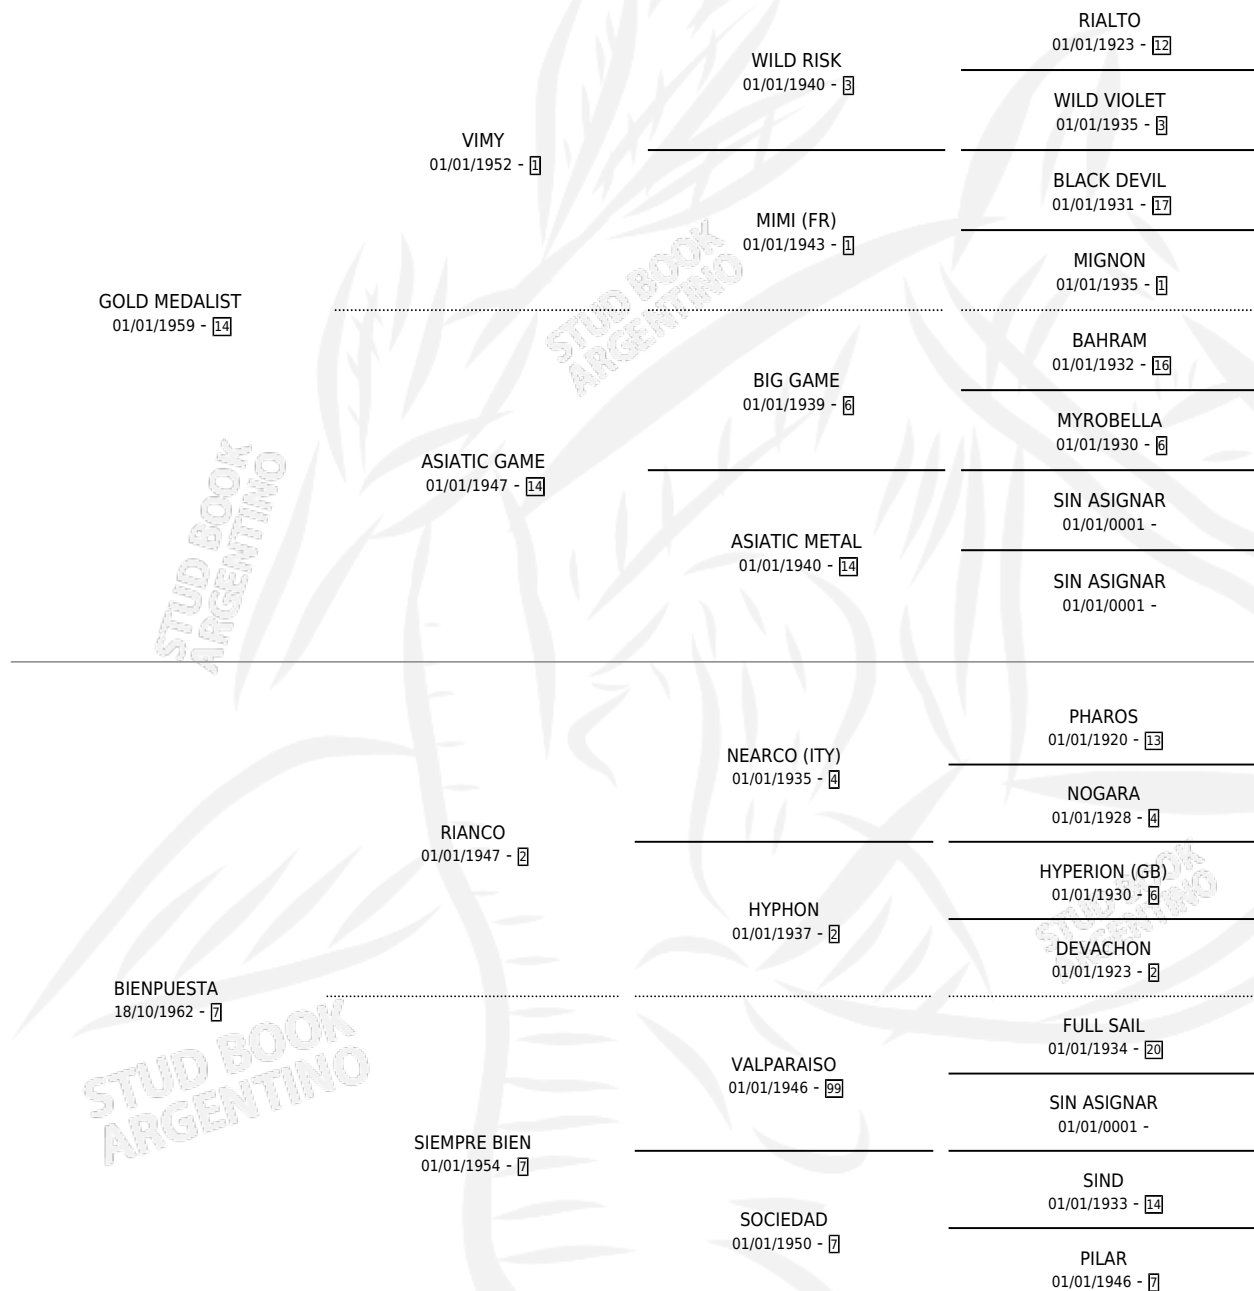 RIALTO
01/01/1923 - 12
WILD RISK
01/01/1940 - 3
WILD VIOLET
01/01/1935 - 3
VIMY
01/01/1952 - 1
BLACK DEVIL
01/01/1931 - 17
MIMI (FR)
01/01/1943 - 1
MIGNON
01/01/1935 - 1
GOLD MEDALIST
01/01/1959 - 14
BAHRAM
01/01/1932 - 16
BIG GAME
01/01/1939 - 6
MYROBELLA
01/01/1930 - 6
ASIATIC GAME
01/01/1947 - 14
SIN ASIGNAR
01/01/0001 -
ASIATIC METAL
01/01/1940 - 14
SIN ASIGNAR
01/01/0001 -
PHAROS
01/01/1920 - 13
NEARCO (ITY)
01/01/1935 - 4
NOGARA
01/01/1928 - 4
RIANCO
01/01/1947 - 2
HYPERION (GB)
01/01/1930 - 6
HYPHON
01/01/1937 - 2
DEVACHON
01/01/1923 - 2
BIENPUESTA
18/10/1962 - 7
FULL SAIL
01/01/1934 - 20
VALPARAISO
01/01/1946 - 99
SIN ASIGNAR
01/01/0001 -
SIEMPRE BIEN
01/01/1954 - 7
SIND
01/01/1933 - 14
SOCIEDAD
01/01/1950 - 7
PILAR
01/01/1946 - 7
STUD BOOK
ARGENTINO
STUD BOOK
ARGENTINO
STUD BOOK
ARGENTINO
STUD BOOK
ARGENTINO